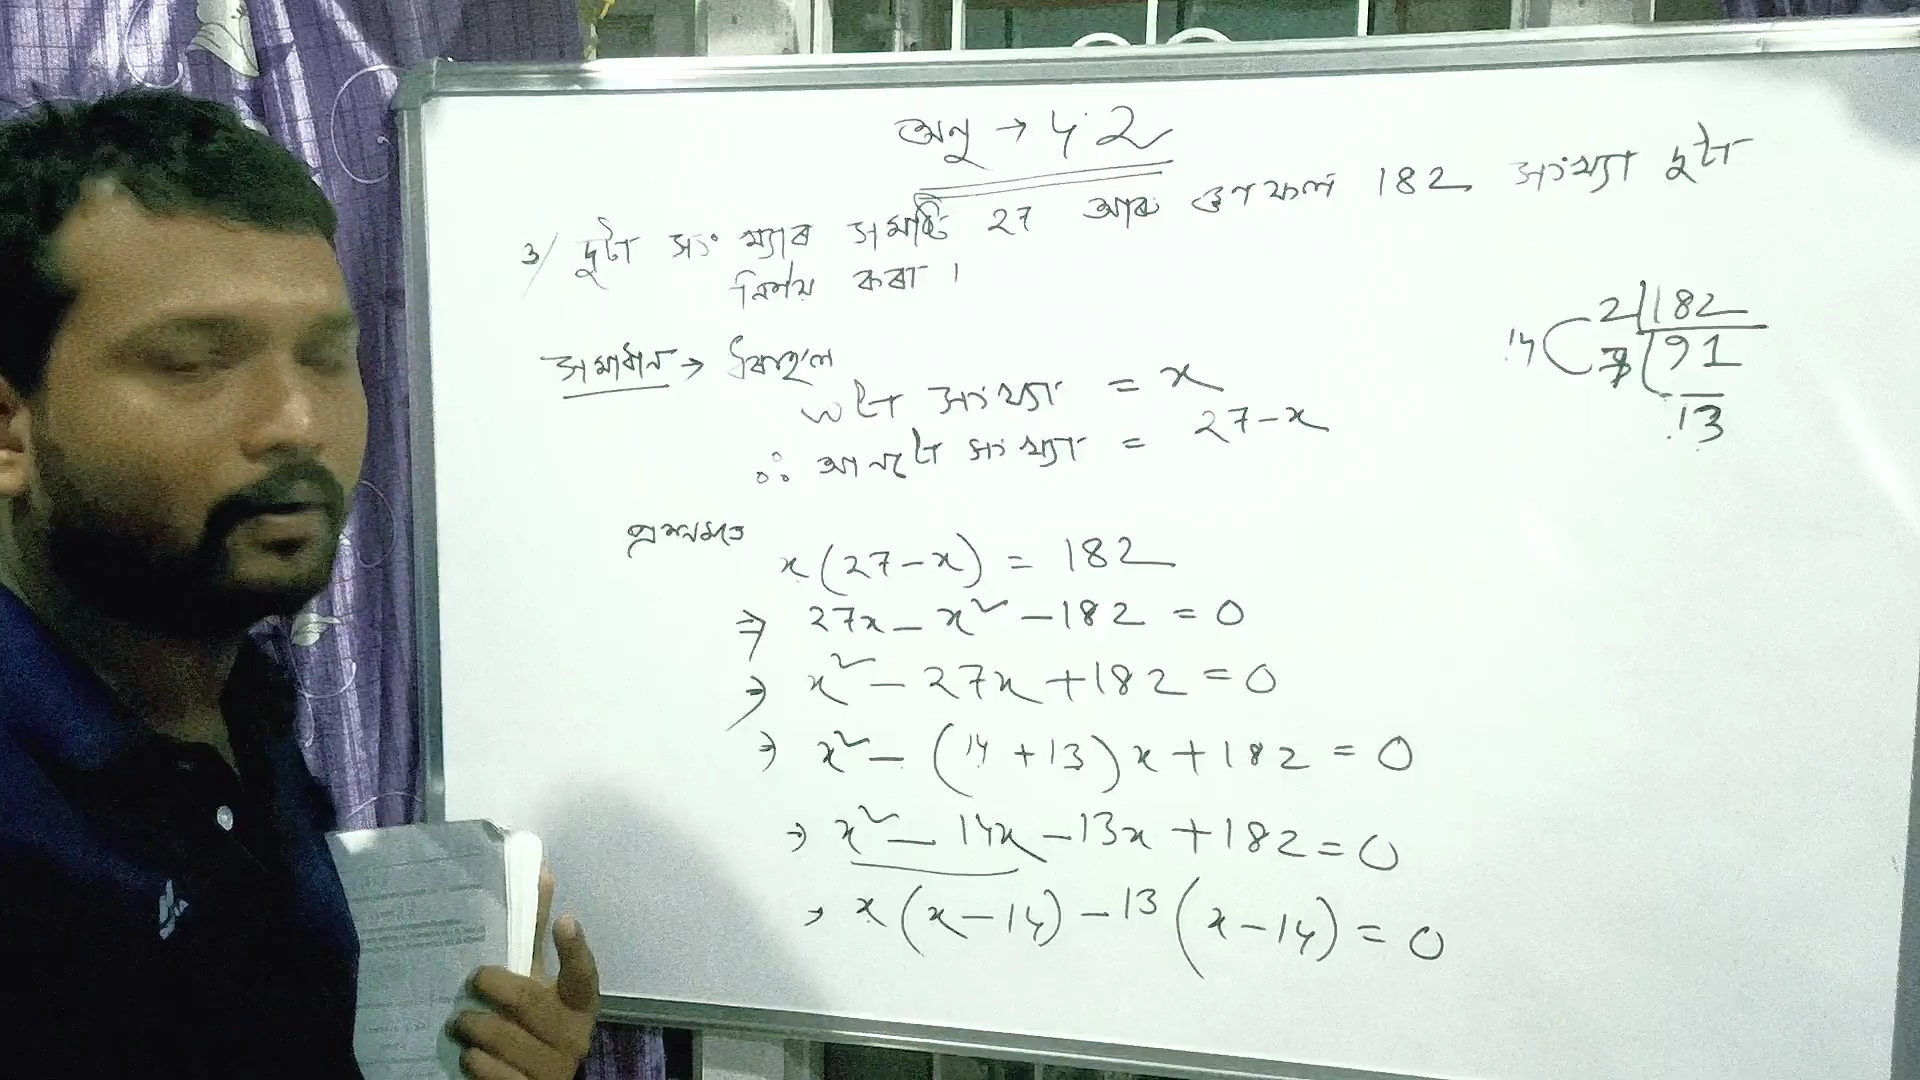 অনু → 4.2
3/ দুটা সংখ্যাৰ সমষ্টি 27 আৰু গুণফল 182 সংখ্যা দুটা
নিৰ্ণয় কৰা ।
সমাধান → ধৰাহ'ল
এটা সংখ্যা = x
∴ আনটো সংখ্যা = 27-x
প্ৰশ্নমতে
x(27-x) = 182
⇒ 27x - x² - 182 = 0
⇒ x² - 27x + 182 = 0
⇒ x² - (14 + 13)x + 182 = 0
⇒ x² - 14x - 13x + 182 = 0
⇒ x(x-14) - 13(x-14) = 0
2 | 182
14 7 | 91
13